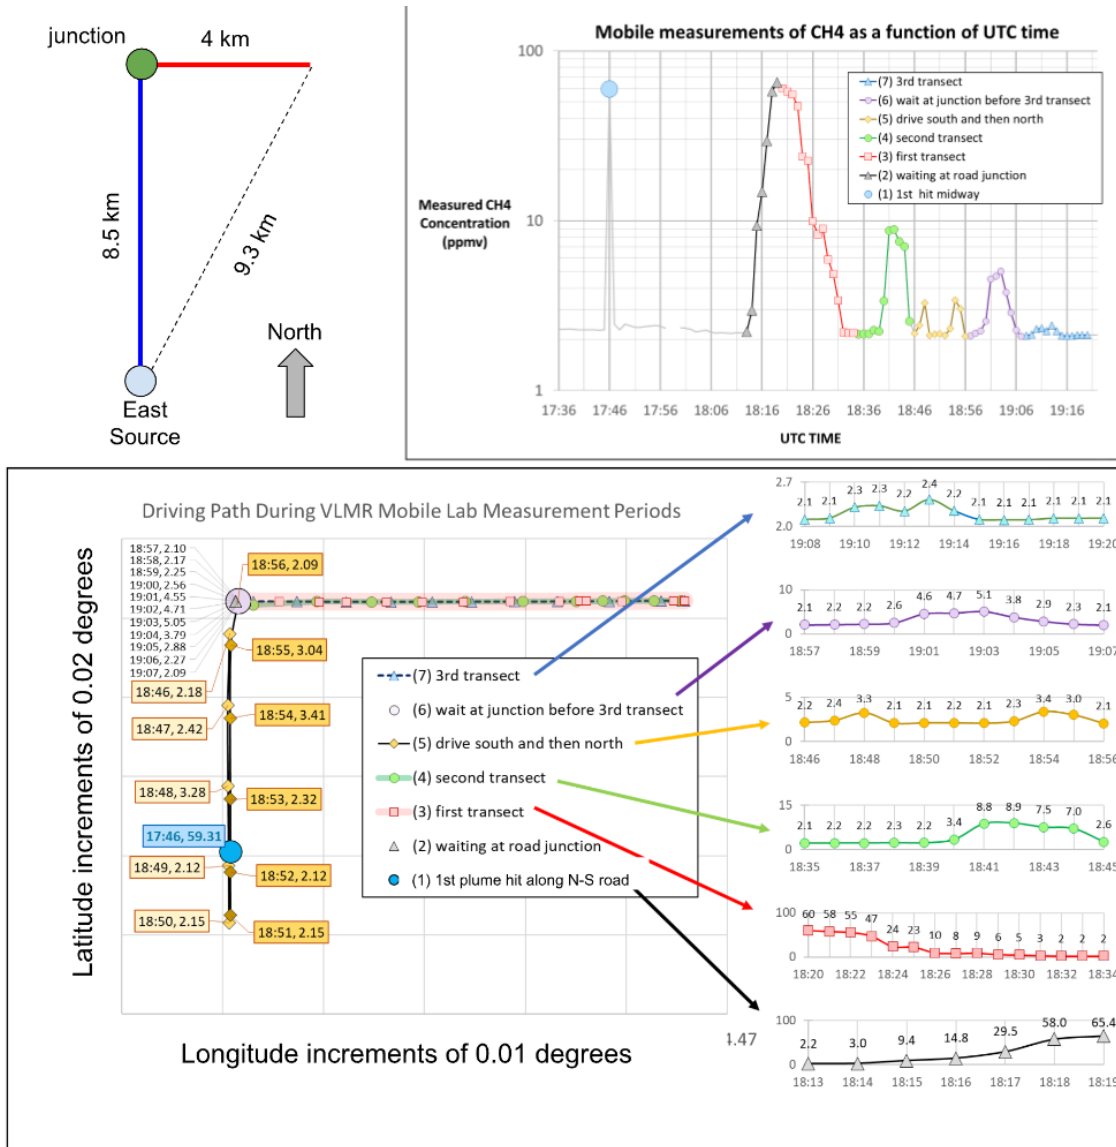 junction
4 km
8.5 km
9.3 km
North
East
Source
Mobile measurements of CH4 as a function of UTC time
100
10
1
Measured CH4
Concentration
(ppmv)
(7) 3rd transect
(6) wait at junction before 3rd transect
(5) drive south and then north
(4) second transect
(3) first transect
(2) waiting at road junction
(1) 1st hit midway
17:36 17:46 17:56 18:06 18:16 18:26 18:36 18:46 18:56 19:06 19:16
UTC TIME
Driving Path During VLMR Mobile Lab Measurement Periods
Latitude increments of 0.02 degrees
18:57, 2.10
18:58, 2.17
18:59, 2.25
19:00, 2.56
19:01, 4.55
19:02, 4.71
19:03, 5.05
19:04, 3.79
19:05, 2.88
19:06, 2.27
19:07, 2.09
18:56, 2.09
18:55, 3.04
18:46, 2.18
18:54, 3.41
18:47, 2.42
18:48, 3.28
18:53, 2.32
17:46, 59.31
18:49, 2.12
18:52, 2.12
18:50, 2.15
18:51, 2.15
(7) 3rd transect
(6) wait at junction before 3rd transect
(5) drive south and then north
(4) second transect
(3) first transect
(2) waiting at road junction
(1) 1st plume hit along N-S road
Longitude increments of 0.01 degrees
4.47
2.7
2.0
2.1 2.1 2.3 2.3 2.2 2.4 2.2 2.1 2.1 2.1 2.1 2.1 2.1
19:08 19:10 19:12 19:14 19:16 19:18 19:20
10
0
2.1 2.2 2.2 2.6 4.6 4.7 5.1 3.8 2.9 2.3 2.1
18:57 18:59 19:01 19:03 19:05 19:07
5
0
2.2 2.4 3.3 2.1 2.1 2.2 2.1 2.3 3.4 3.0 2.1
18:46 18:48 18:50 18:52 18:54 18:56
15
0
2.1 2.2 2.2 2.3 2.2 3.4 8.8 8.9 7.5 7.0 2.6
18:35 18:37 18:39 18:41 18:43 18:45
100
0
60 58 55 47 24 23 10 8 9 6 5 3 2 2 2
18:20 18:22 18:24 18:26 18:28 18:30 18:32 18:34
100
0
2.2 3.0 9.4 14.8 29.5 58.0 65.4
18:13 18:14 18:15 18:16 18:17 18:18 18:19